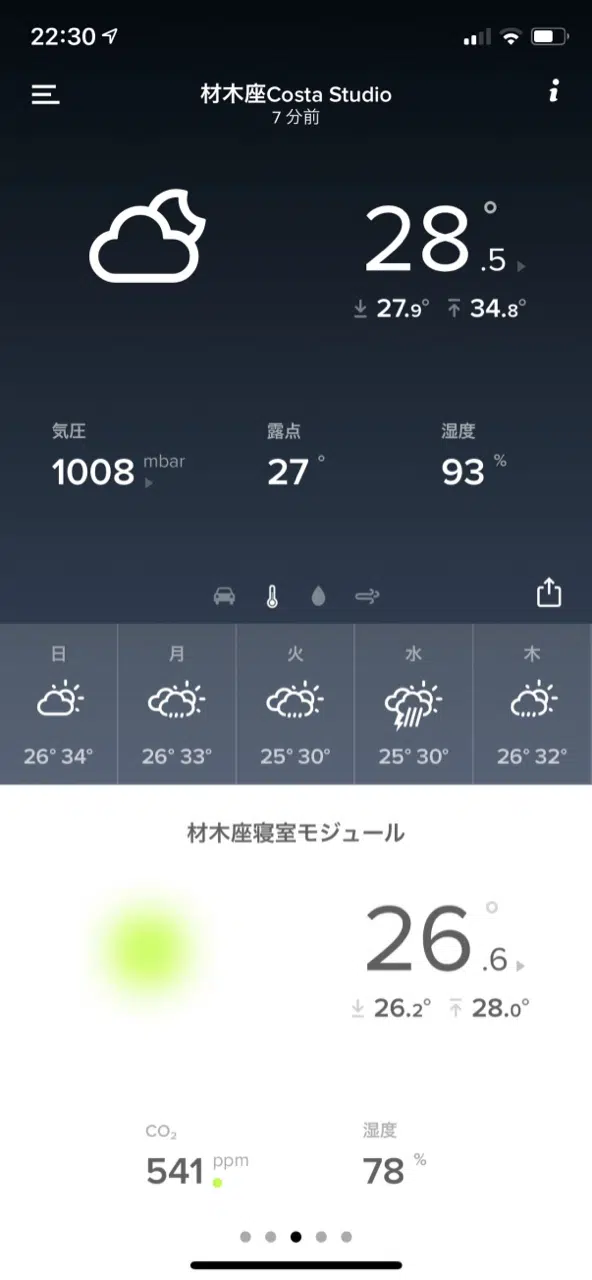 22:30
材木座Costa Studio
7 分前
28.5°
27.9° 34.8°
気圧 露点 湿度
1008 mbar 27° 93%
日 月 火 水 木
26° 34° 26° 33° 25° 30° 25° 30° 26° 32°
材木座寝室モジュール
26.6°
26.2° 28.0°
CO₂ 湿度
541 ppm 78%